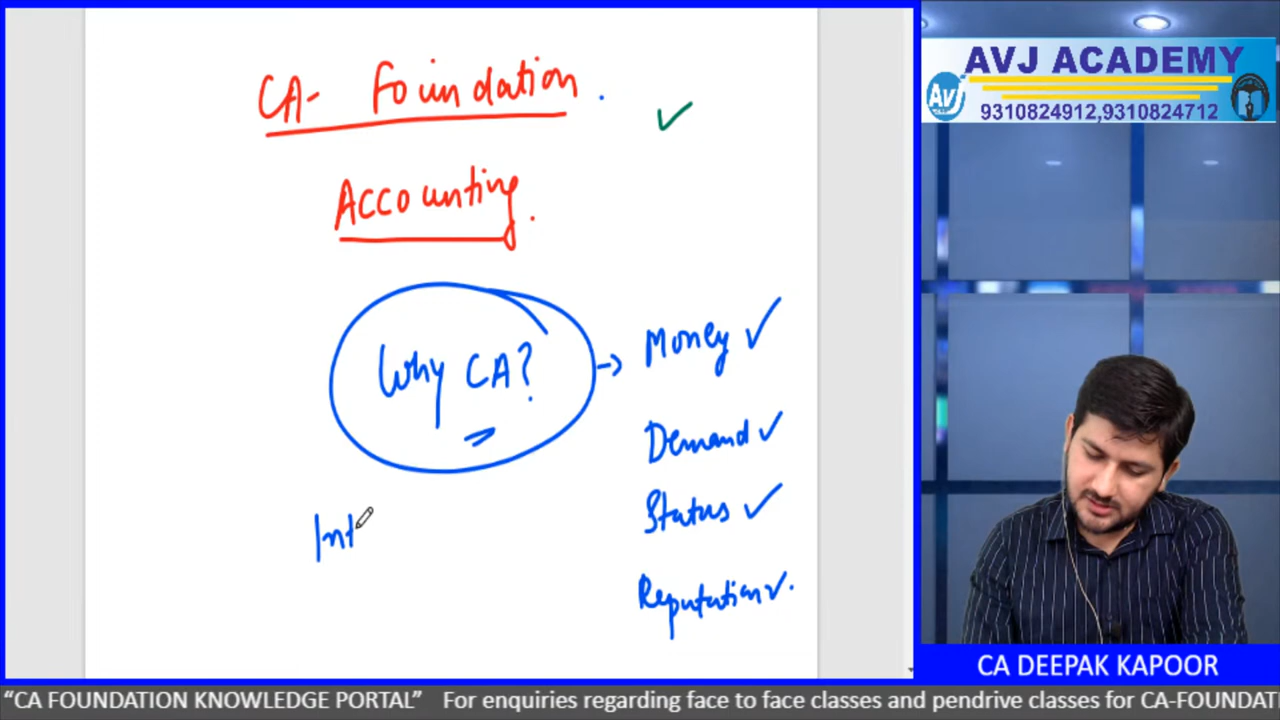 CA- Foundation.
Accounting.
Why CA?
Money
Demand
Status
Reputation.
Int
AVJ ACADEMY
AVJ
9310824912,9310824712
CA DEEPAK KAPOOR
“CA FOUNDATION KNOWLEDGE PORTAL” For enquiries regarding face to face classes and pendrive classes for CA-FOUNDAT